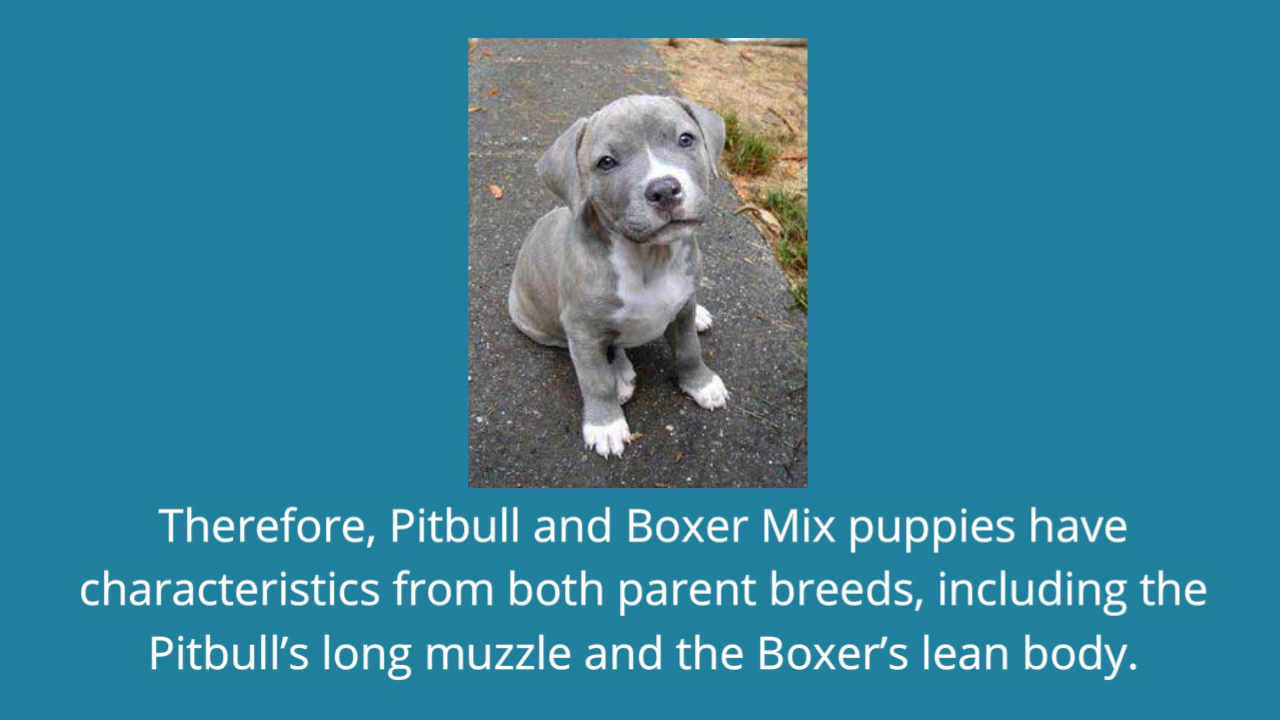 Therefore, Pitbull and Boxer Mix puppies have
characteristics from both parent breeds, including the
Pitbull’s long muzzle and the Boxer’s lean body.